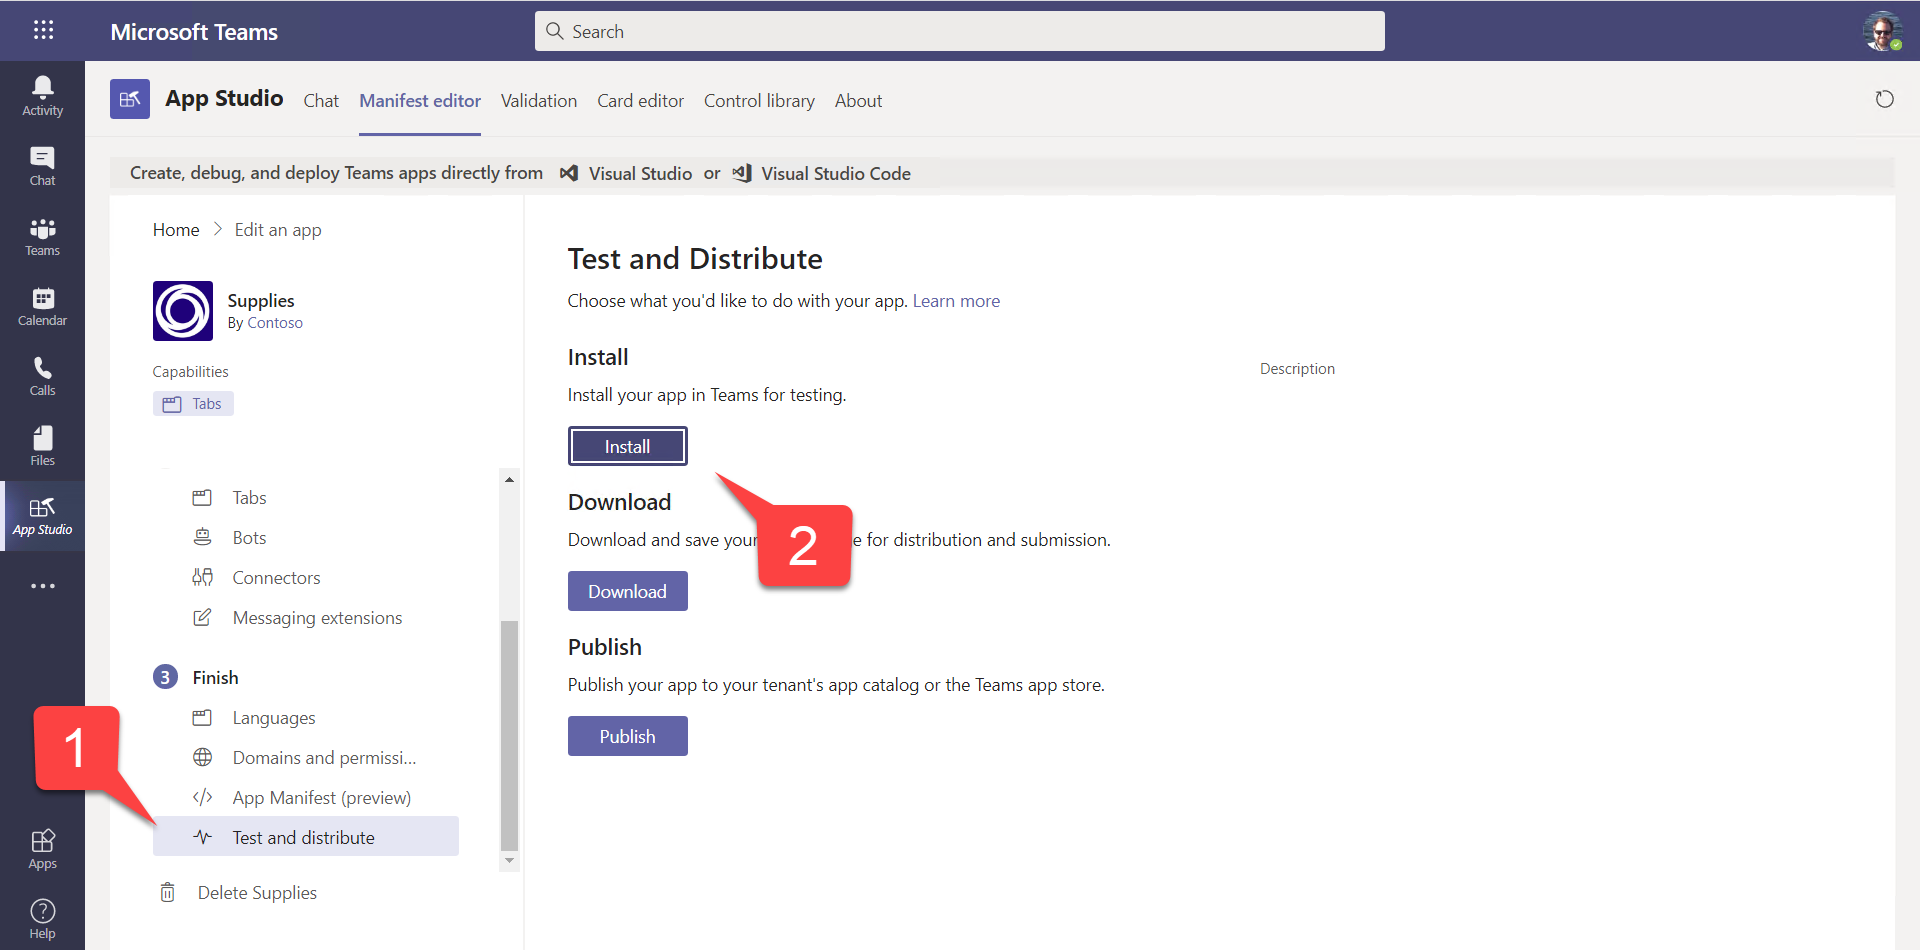 Microsoft Teams
Search
Activity
Chat
Teams
Calendar
Calls
Files
App Studio
Apps
Help
App Studio Chat Manifest editor Validation Card editor Control library About
Create, debug, and deploy Teams apps directly from Visual Studio or Visual Studio Code
Home > Edit an app
Supplies
By Contoso
Capabilities
Tabs
Tabs
Bots
Connectors
Messaging extensions
3 Finish
Languages
Domains and permissi...
</> App Manifest (preview)
Test and distribute
Delete Supplies
1
Test and Distribute
Choose what you'd like to do with your app. Learn more
Install
Description
Install your app in Teams for testing.
Install
Download
Download and save your e for distribution and submission.
2
Download
Publish
Publish your app to your tenant's app catalog or the Teams app store.
Publish